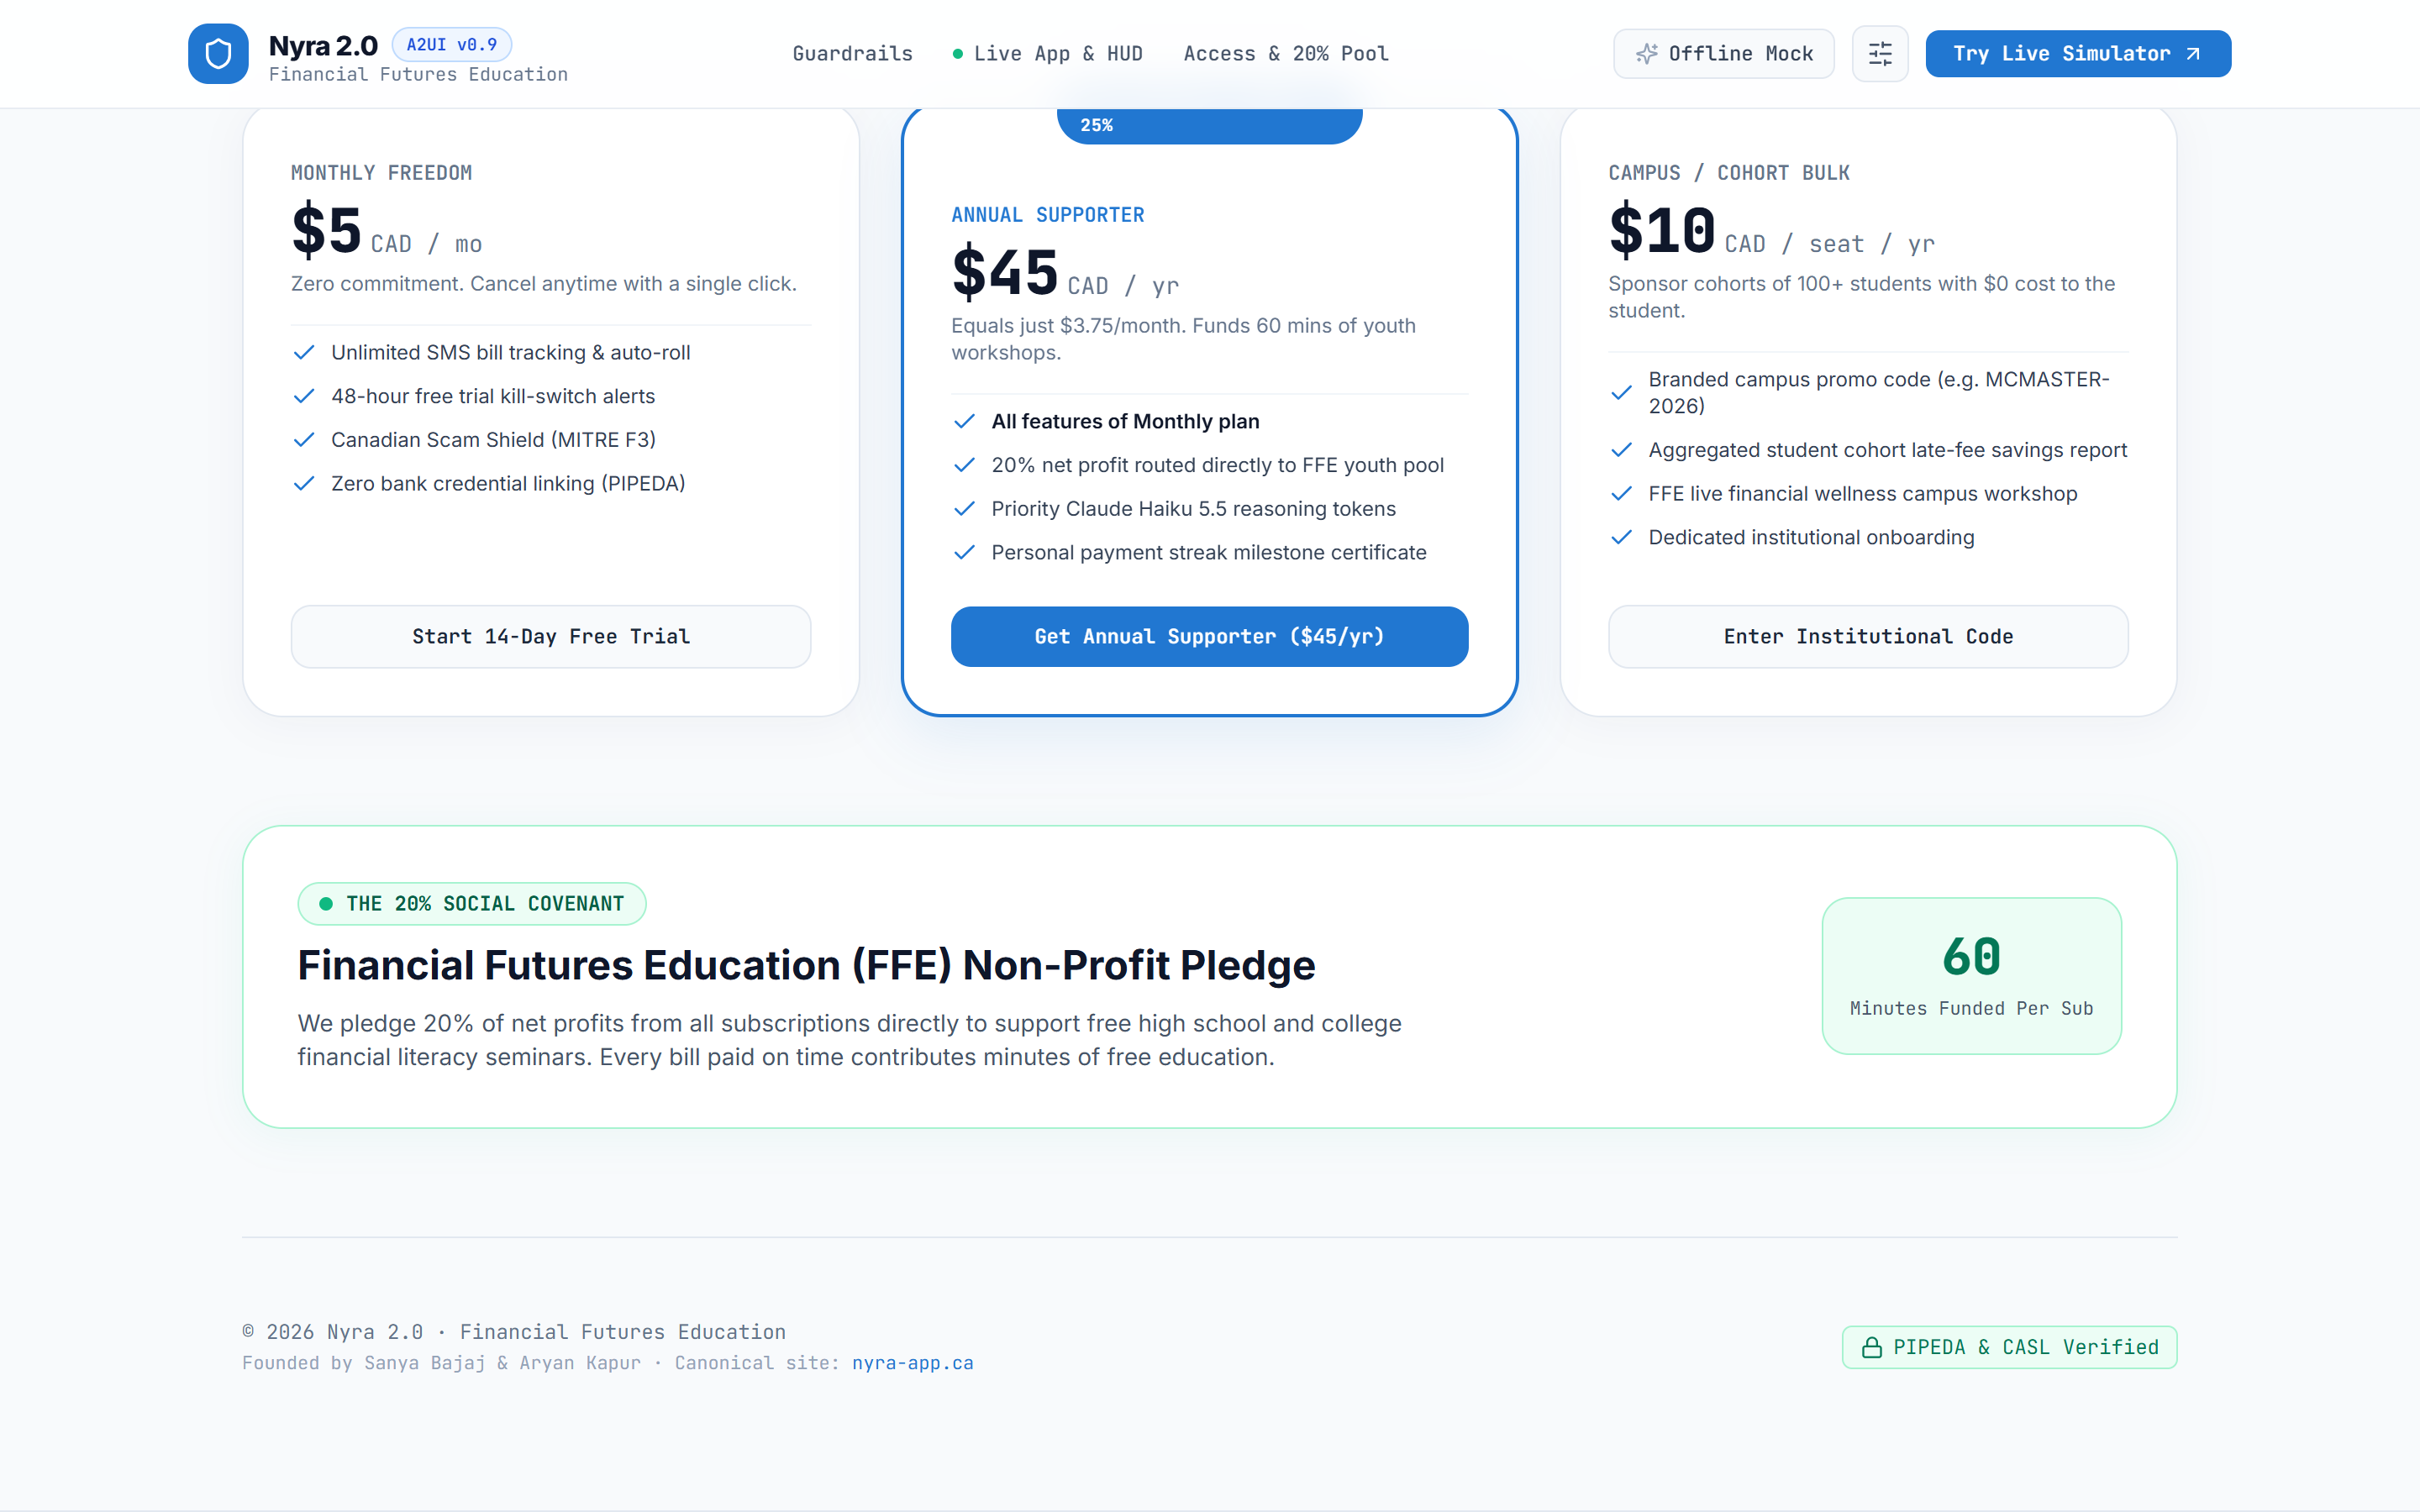 Nyra 2.0
A2UI v0.9
Financial Futures Education
Guardrails
Live App & HUD
Access & 20% Pool
Offline Mock
Try Live Simulator
MONTHLY FREEDOM
$5 CAD / mo
Zero commitment. Cancel anytime with a single click.
Unlimited SMS bill tracking & auto-roll
48-hour free trial kill-switch alerts
Canadian Scam Shield (MITRE F3)
Zero bank credential linking (PIPEDA)
Start 14-Day Free Trial
25%
ANNUAL SUPPORTER
$45 CAD / yr
Equals just $3.75/month. Funds 60 mins of youth
workshops.
All features of Monthly plan
20% net profit routed directly to FFE youth pool
Priority Claude Haiku 5.5 reasoning tokens
Personal payment streak milestone certificate
Get Annual Supporter ($45/yr)
CAMPUS / COHORT BULK
$10 CAD / seat / yr
Sponsor cohorts of 100+ students with $0 cost to the
student.
Branded campus promo code (e.g. MCMASTER-
2026)
Aggregated student cohort late-fee savings report
FFE live financial wellness campus workshop
Dedicated institutional onboarding
Enter Institutional Code
THE 20% SOCIAL COVENANT
Financial Futures Education (FFE) Non-Profit Pledge
We pledge 20% of net profits from all subscriptions directly to support free high school and college
financial literacy seminars. Every bill paid on time contributes minutes of free education.
60
Minutes Funded Per Sub
© 2026 Nyra 2.0 · Financial Futures Education
Founded by Sanya Bajaj & Aryan Kapur · Canonical site: nyra-app.ca
PIPEDA & CASL Verified